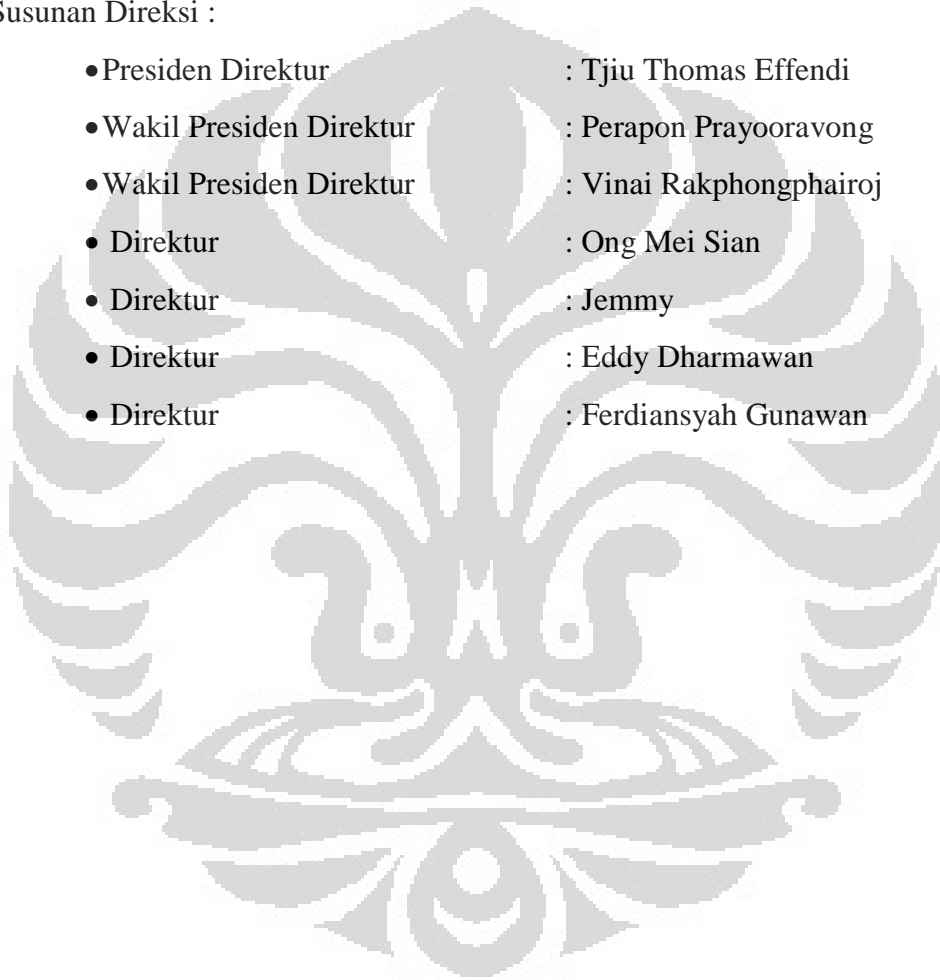 Susunan Direksi :
•Presiden Direktur : Tjiu Thomas Effendi
•Wakil Presiden Direktur : Perapon Prayooravong
•Wakil Presiden Direktur : Vinai Rakphongphairoj
• Direktur : Ong Mei Sian
• Direktur : Jemmy
• Direktur : Eddy Dharmawan
• Direktur : Ferdiansyah Gunawan